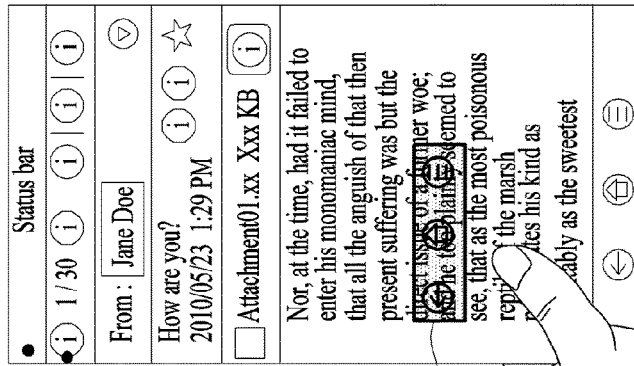 Status bar
i 1 / 30 i i | i | i
From : Jane Doe
How are you? i i
2010/05/23 1:29 PM
Attachment01.xx Xxx KB i
Nor, at the time, had it failed to
enter his monomaniac mind,
that all the anguish of that then
present suffering was but the
issue of a woe;
seemed to
see, that as the most poisonous
of the marsh
his kind as
as the sweetest